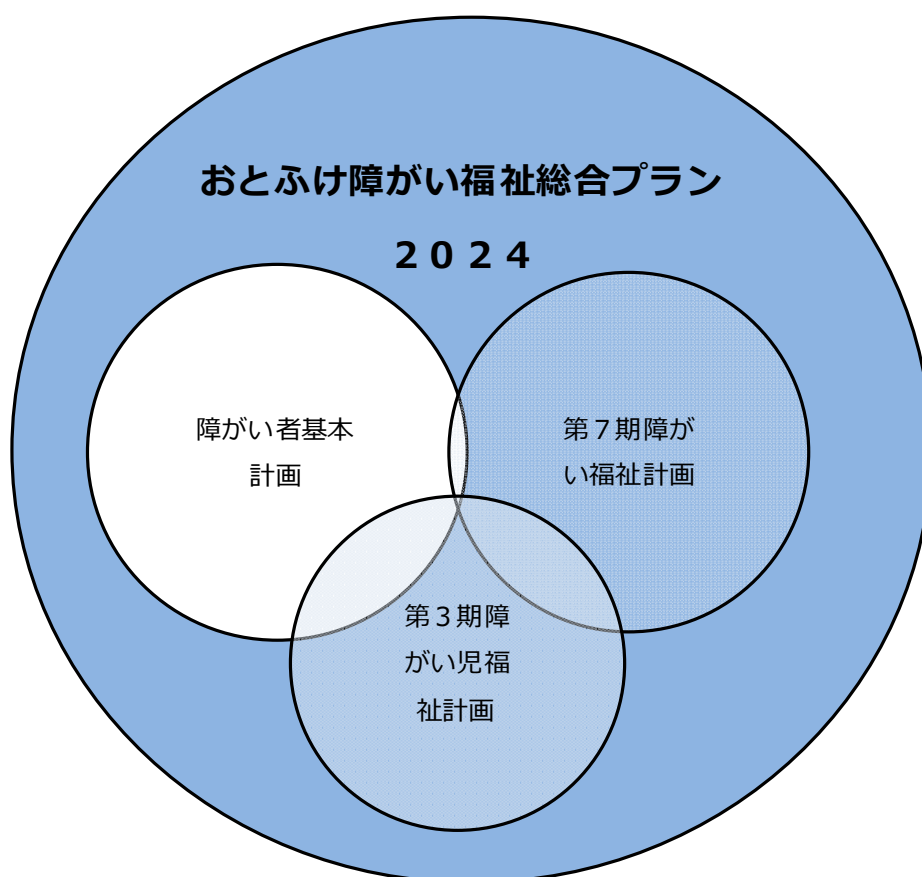 おとふけ障がい福祉総合プラン
２０２４
障がい者基本
計画
第７期障が
い福祉計画
第３期障
がい児福
祉計画